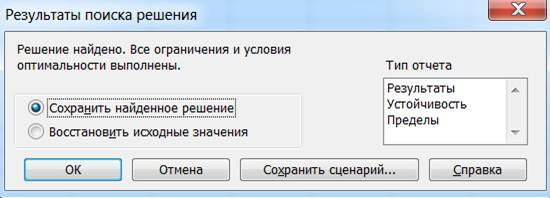 Результаты поиска решения
Решение найдено. Все ограничения и условия
оптимальности выполнены.
Тип отчета
Результаты
Устойчивость
Пределы
Сохранить найденное решение
Восстановить исходные значения
ОК
Отмена
Сохранить сценарий...
Справка